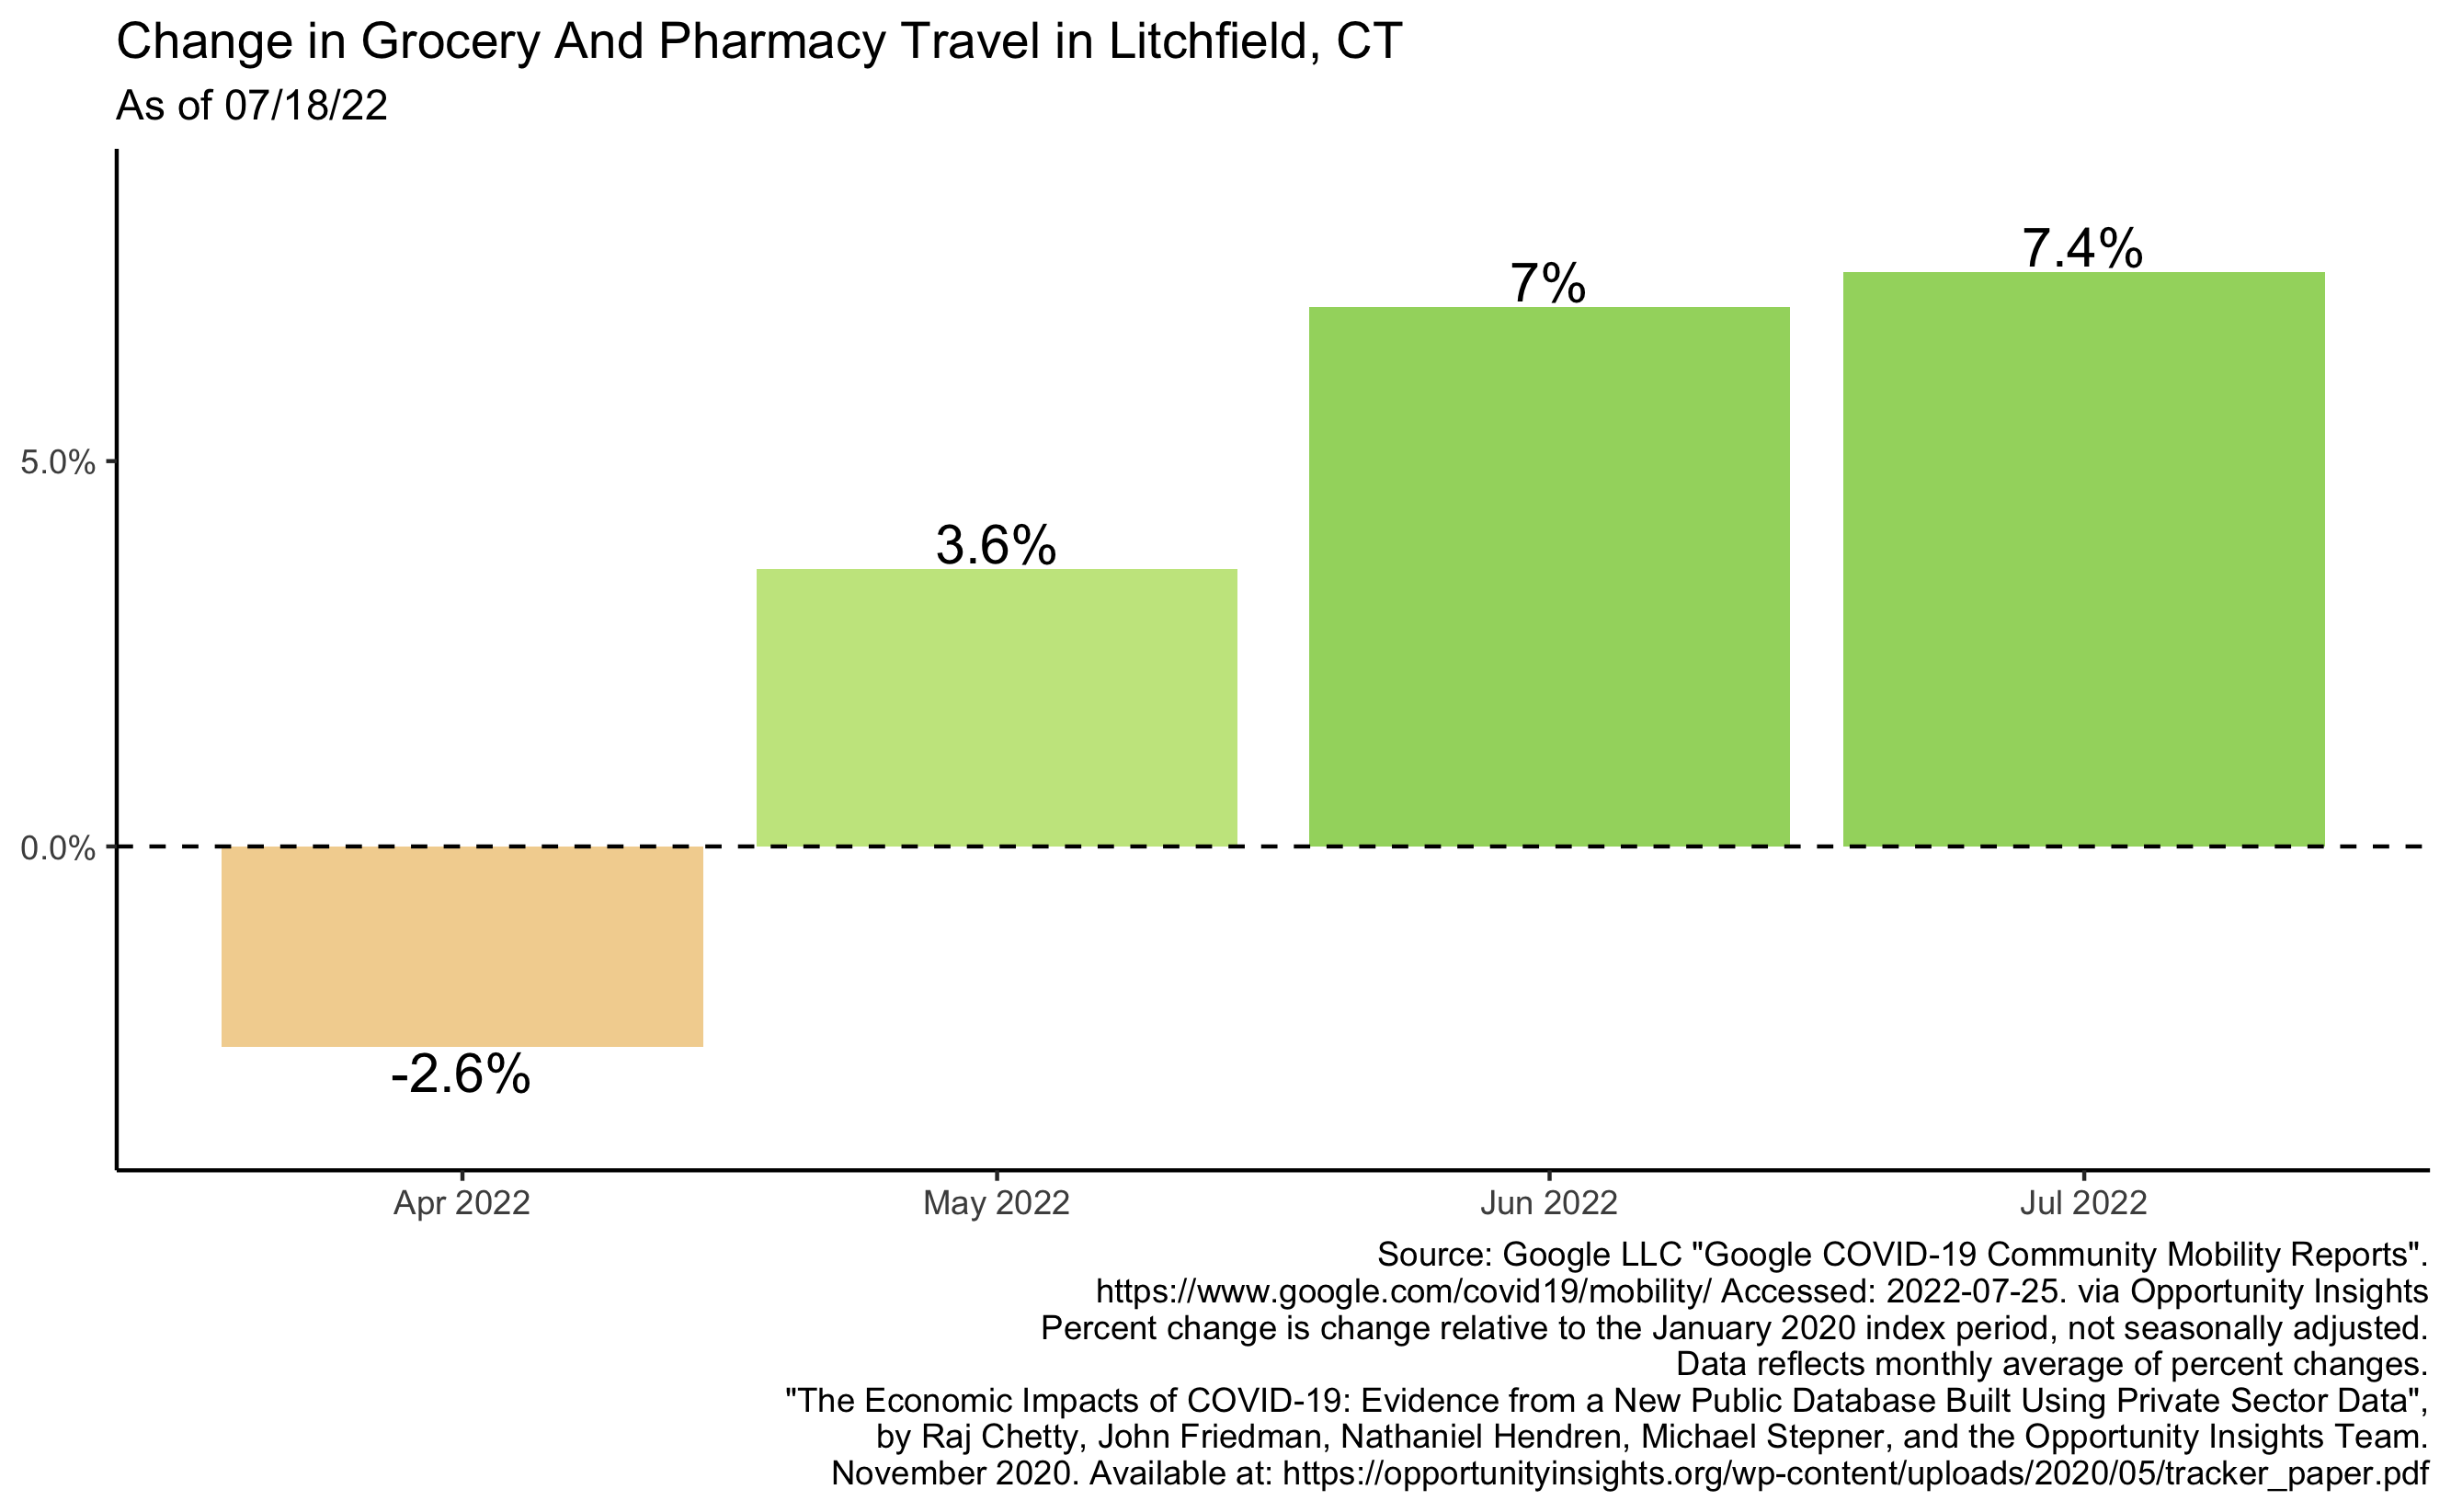 Change in Grocery And Pharmacy Travel in Litchfield, CT
As of 07/18/22
7.4%
7%
5.0%
3.6%
0.0%
-2.6%
Apr 2022 May 2022 Jun 2022 Jul 2022
Source: Google LLC "Google COVID-19 Community Mobility Reports".
https://www.google.com/covid19/mobility/ Accessed: 2022-07-25. via Opportunity Insights
Percent change is change relative to the January 2020 index period, not seasonally adjusted.
Data reflects monthly average of percent changes.
"The Economic Impacts of COVID-19: Evidence from a New Public Database Built Using Private Sector Data",
by Raj Chetty, John Friedman, Nathaniel Hendren, Michael Stepner, and the Opportunity Insights Team.
November 2020. Available at: https://opportunityinsights.org/wp-content/uploads/2020/05/tracker_paper.pdf